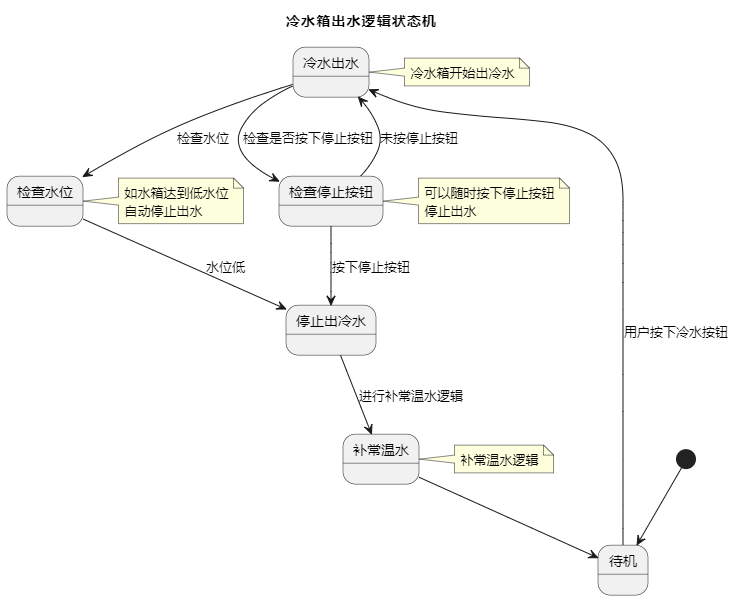 冷水箱出水逻辑状态机
冷水出水
冷水箱开始出冷水
检查水位
检查是否按下停止按钮
未按停止按钮
检查水位
如水箱达到低水位
自动停止出水
检查停止按钮
可以随时按下停止按钮
停止出水
水位低
按下停止按钮
停止出冷水
用户按下冷水按钮
进行补常温水逻辑
补常温水
补常温水逻辑
待机